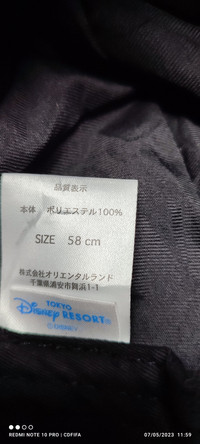 品質表示
本体 ポリエステル100%
SIZE 58 cm
株式会社オリエンタルランド
千葉県浦安市舞浜1-1
TOKYO
Disney RESORT®
©DISNEY
REDMI NOTE 10 PRO | CDFIFA
07/05/2023 11:59